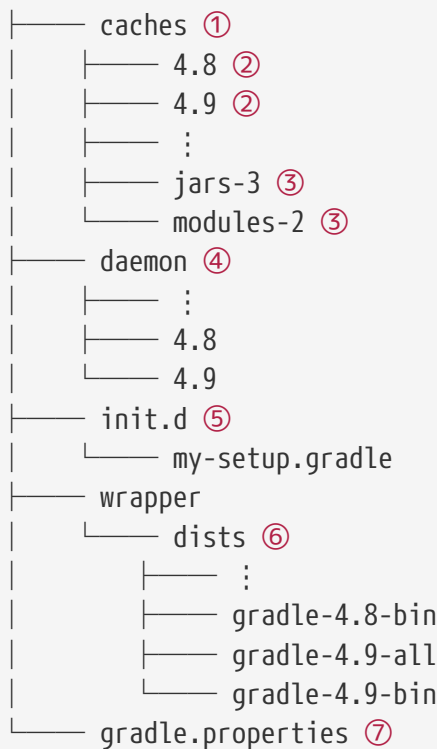 ├── caches ①
│   ├── 4.8 ②
│   ├── 4.9 ②
│   ├── ⋮
│   ├── jars-3 ③
│   └── modules-2 ③
├── daemon ④
│   ├── ⋮
│   ├── 4.8
│   └── 4.9
├── init.d ⑤
│   └── my-setup.gradle
├── wrapper
│   └── dists ⑥
│       ├── ⋮
│       ├── gradle-4.8-bin
│       ├── gradle-4.9-all
│       └── gradle-4.9-bin
└── gradle.properties ⑦